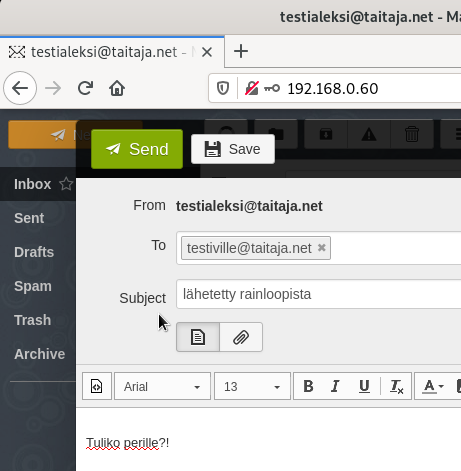 testialeksi@taitaja.net - Ma
testialeksi@taitaja.net -
192.168.0.60
Send
Save
Inbox
From testialeksi@taitaja.net
Sent
To testiville@taitaja.net
Drafts
Spam
Subject lähetetty rainloopista
Trash
Archive
Arial 13 B I U Tx A
Tuliko perille?!